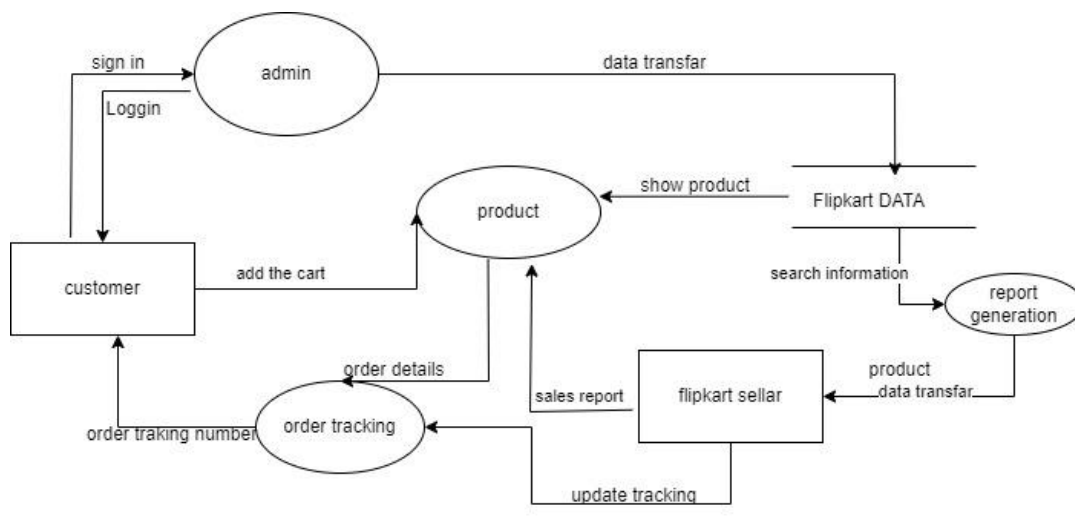 sign in
admin
data transfar
Loggin
show product
product
Flipkart DATA
add the cart
search information
customer
report
generation
order details
product
data transfar
sales report
flipkart sellar
order traking number
order tracking
update tracking